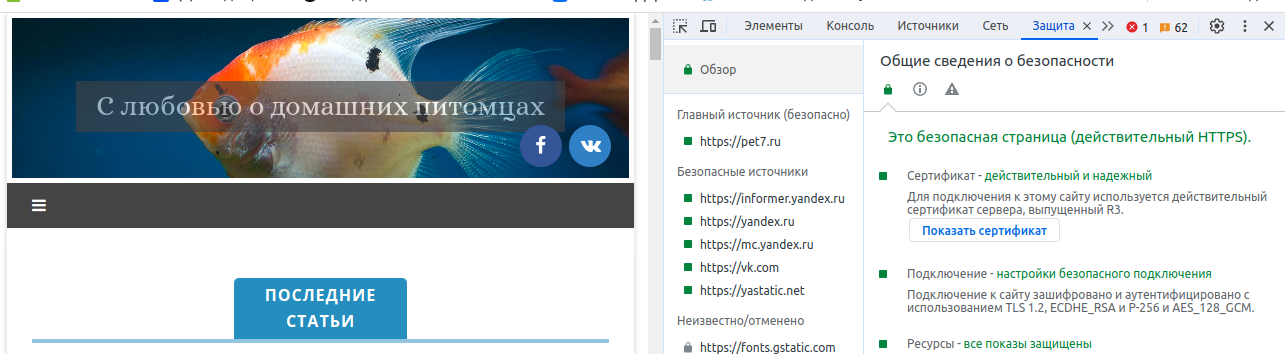 С любовью о домашних питомцах
ПОСЛЕДНИЕ
СТАТЬИ
Элементы Консоль Источники Сеть Защита 1 62
Обзор
Главный источник (безопасно)
https://pet7.ru
Безопасные источники
https://informer.yandex.ru
https://yandex.ru
https://mc.yandex.ru
https://vk.com
https://yastatic.net
Неизвестно/отменено
https://fonts.gstatic.com
Общие сведения о безопасности
Это безопасная страница (действительный HTTPS).
Сертификат - действительный и надежный
Для подключения к этому сайту используется действительный
сертификат сервера, выпущенный R3.
Показать сертификат
Подключение - настройки безопасного подключения
Подключение к сайту зашифровано и аутентифицировано с
использованием TLS 1.2, ECDHE_RSA и P-256 и AES_128_GCM.
Ресурсы - все показы защищены